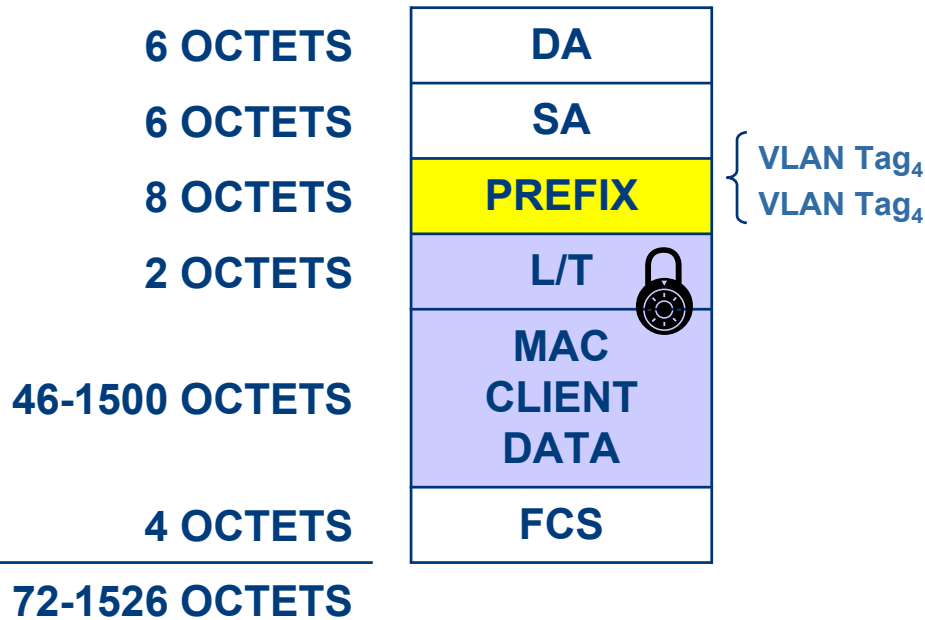 6 OCTETS DA
6 OCTETS SA
VLAN Tag₄
8 OCTETS PREFIX
VLAN Tag₄
2 OCTETS L/T
46-1500 OCTETS
MAC
CLIENT
DATA
4 OCTETS FCS
72-1526 OCTETS